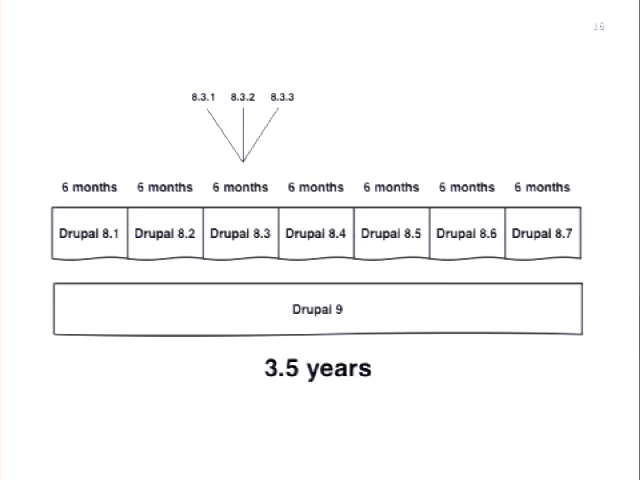 16
8.3.1 8.3.2 8.3.3
6 months 6 months 6 months 6 months 6 months 6 months 6 months
Drupal 8.1 Drupal 8.2 Drupal 8.3 Drupal 8.4 Drupal 8.5 Drupal 8.6 Drupal 8.7
Drupal 9
3.5 years